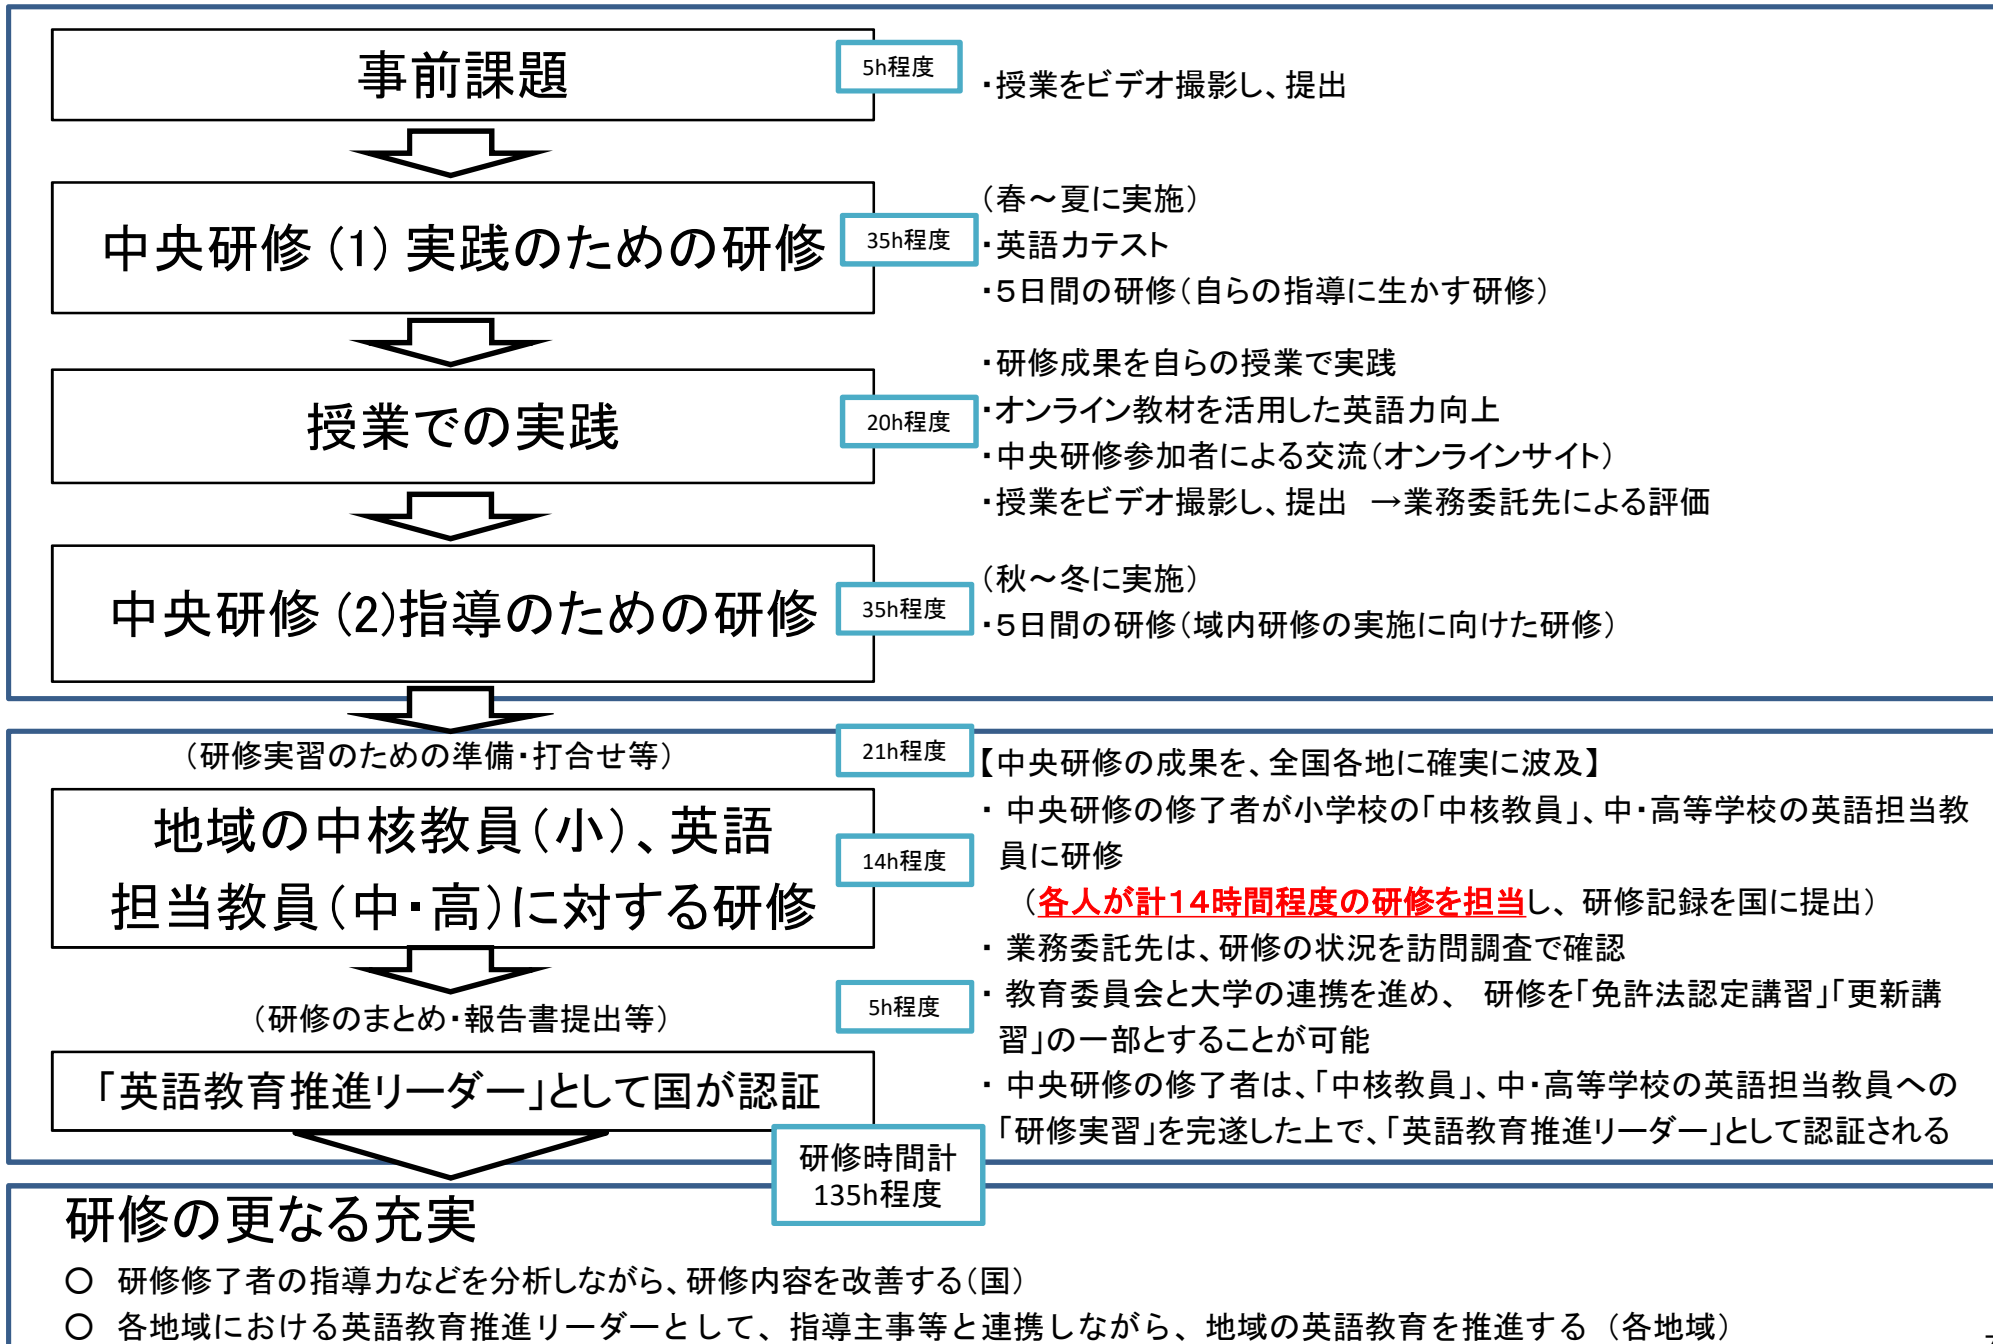 事前課題
5h程度
・授業をビデオ撮影し、提出
中央研修 (1) 実践のための研修
35h程度
（春～夏に実施）
・英語力テスト
・５日間の研修（自らの指導に生かす研修）
授業での実践
20h程度
・研修成果を自らの授業で実践
・オンライン教材を活用した英語力向上
・中央研修参加者による交流（オンラインサイト）
・授業をビデオ撮影し、提出　→業務委託先による評価
中央研修 (2)指導のための研修
35h程度
（秋～冬に実施）
・５日間の研修（域内研修の実施に向けた研修）
（研修実習のための準備・打合せ等）
21h程度
地域の中核教員（小）、英語
担当教員（中・高）に対する研修
14h程度
（研修のまとめ・報告書提出等）
5h程度
「英語教育推進リーダー」として国が認証
【中央研修の成果を、全国各地に確実に波及】
・ 中央研修の修了者が小学校の「中核教員」、中・高等学校の英語担当教
員に研修
（各人が計１４時間程度の研修を担当し、研修記録を国に提出）
・ 業務委託先は、研修の状況を訪問調査で確認
・ 教育委員会と大学の連携を進め、 研修を「免許法認定講習」「更新講
習」の一部とすることが可能
・ 中央研修の修了者は、「中核教員」、中・高等学校の英語担当教員への
「研修実習」を完遂した上で、「英語教育推進リーダー」として認証される
研修時間計
135h程度
研修の更なる充実
○ 研修修了者の指導力などを分析しながら、研修内容を改善する（国）
○ 各地域における英語教育推進リーダーとして、指導主事等と連携しながら、地域の英語教育を推進する（各地域）